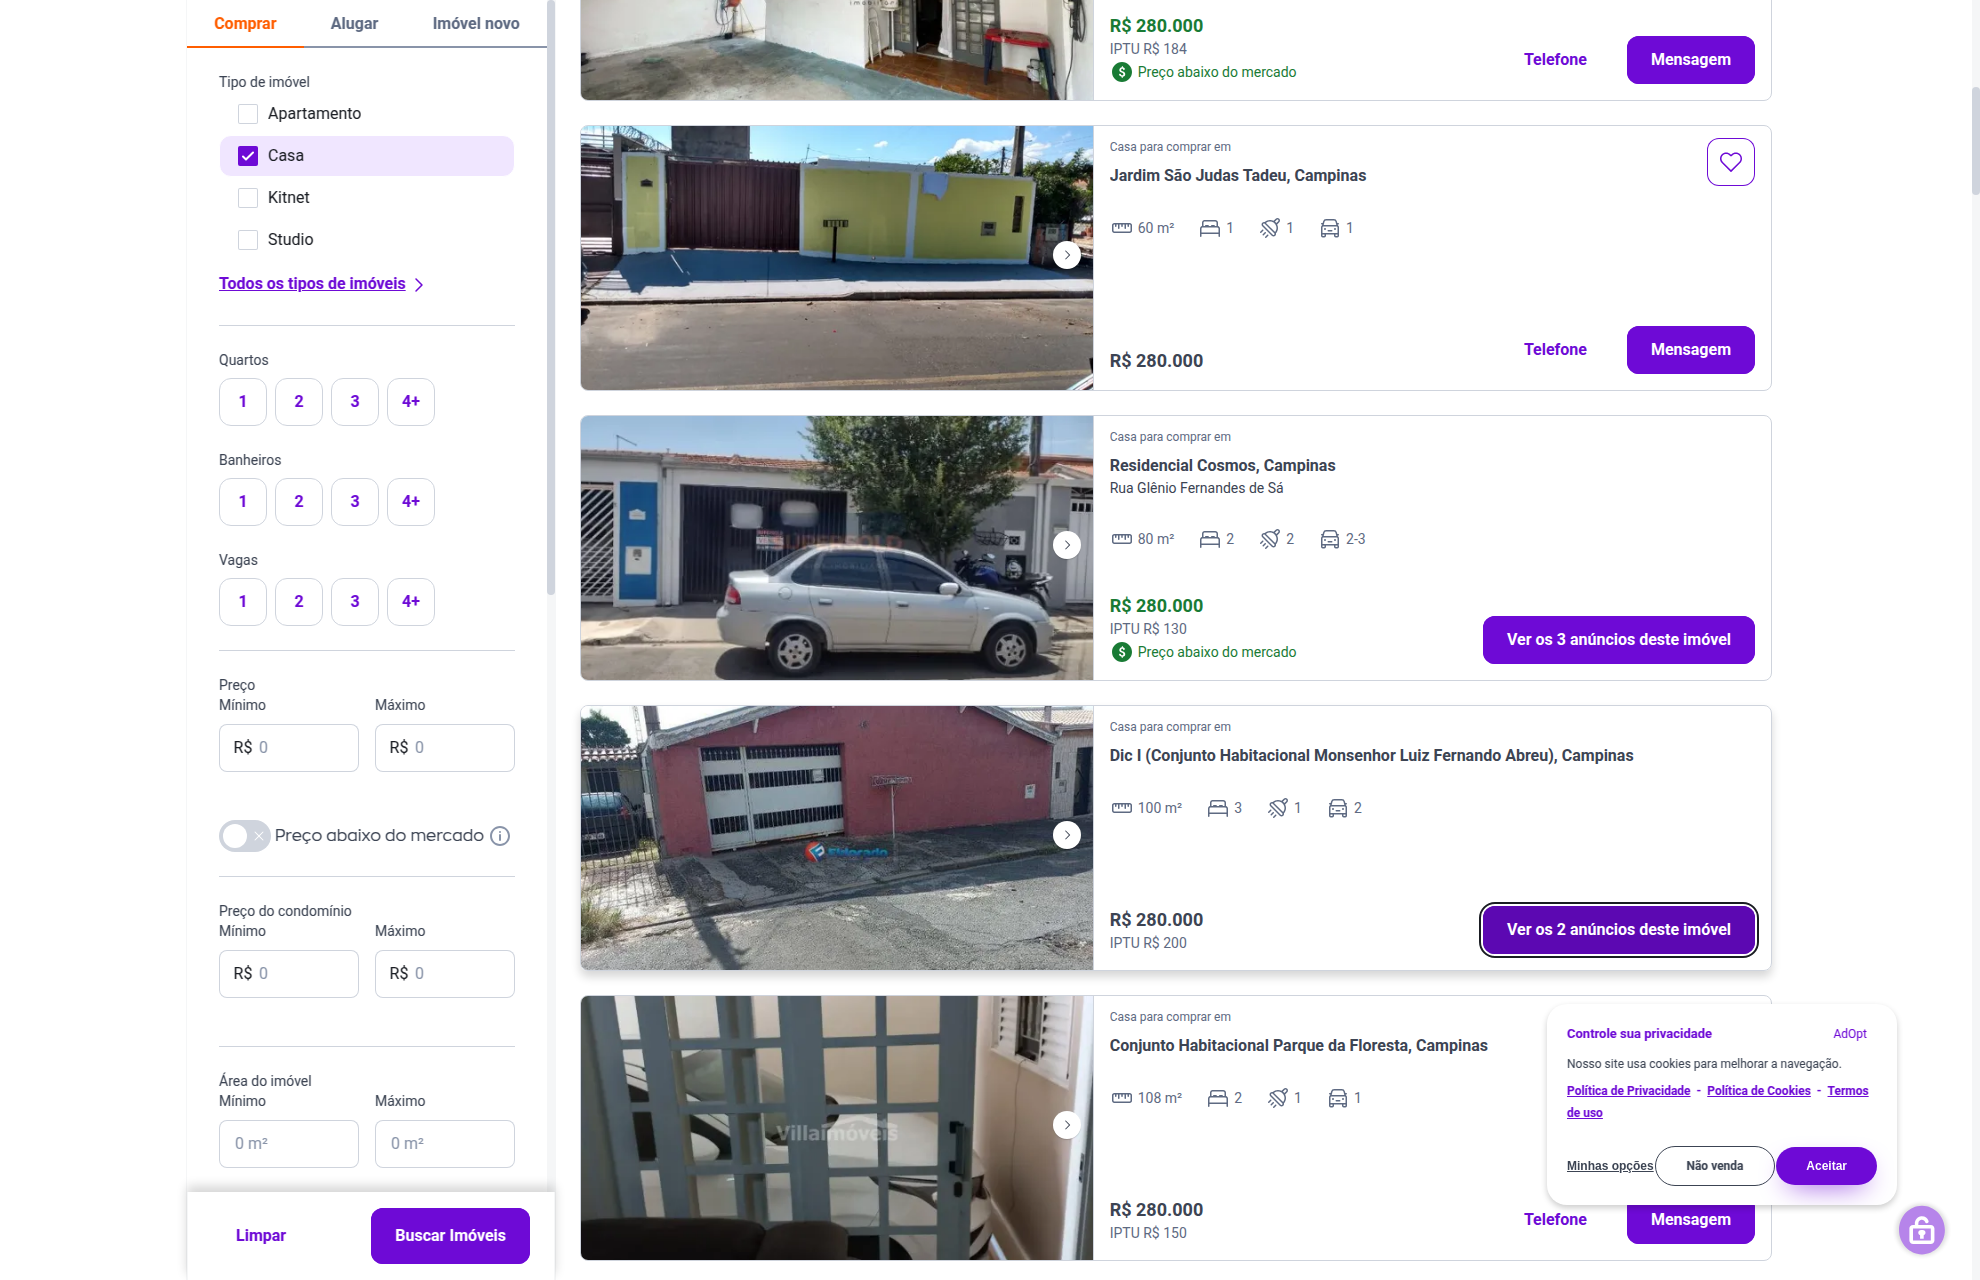 Comprar
Alugar
Imóvel novo
Tipo de imóvel
Apartamento
Casa
Kitnet
Studio
Todos os tipos de imóveis
Quartos
1
2
3
4+
Banheiros
1
2
3
4+
Vagas
1
2
3
4+
Preço
Mínimo
Máximo
R$ 0
R$ 0
Preço abaixo do mercado
Preço do condomínio
Mínimo
Máximo
R$ 0
R$ 0
Área do imóvel
Mínimo
Máximo
0 m²
0 m²
Limpar
Buscar Imóveis
R$ 280.000
IPTU R$ 184
Preço abaixo do mercado
Telefone
Mensagem
Casa para comprar em
Jardim São Judas Tadeu, Campinas
60 m²
1
1
1
R$ 280.000
Telefone
Mensagem
Casa para comprar em
Residencial Cosmos, Campinas
Rua Glênio Fernandes de Sá
80 m²
2
2
2-3
R$ 280.000
IPTU R$ 130
Preço abaixo do mercado
Ver os 3 anúncios deste imóvel
Eldorado
Casa para comprar em
Dic I (Conjunto Habitacional Monsenhor Luiz Fernando Abreu), Campinas
100 m²
3
1
2
R$ 280.000
IPTU R$ 200
Ver os 2 anúncios deste imóvel
Villaimóveis
Casa para comprar em
Conjunto Habitacional Parque da Floresta, Campinas
108 m²
2
1
1
R$ 280.000
IPTU R$ 150
Telefone
Mensagem
Controle sua privacidade
AdOpt
Nosso site usa cookies para melhorar a navegação.
Política de Privacidade - Política de Cookies - Termos
de uso
Minhas opções
Não venda
Aceitar